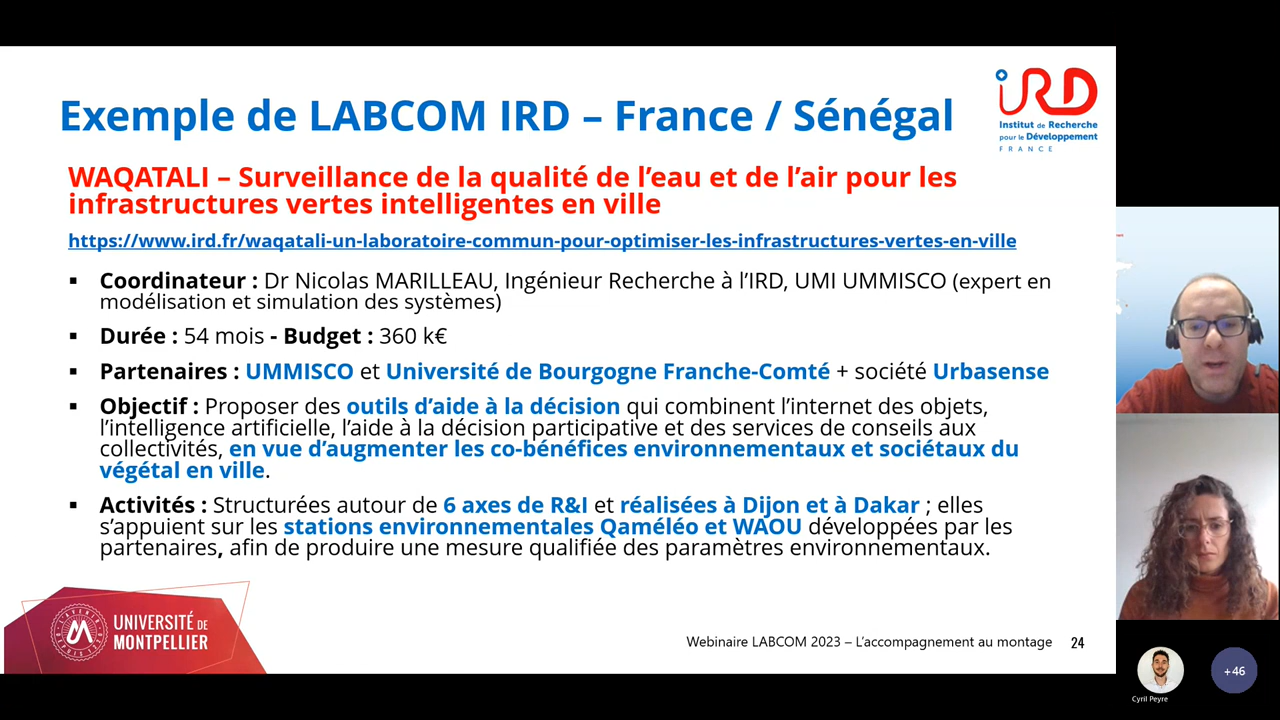 Exemple de LABCOM IRD – France / Sénégal
iRD
Institut de Recherche
pour le Développement
FRANCE
WAQATALI – Surveillance de la qualité de l’eau et de l’air pour les
infrastructures vertes intelligentes en ville
https://www.ird.fr/waqatali-un-laboratoire-commun-pour-optimiser-les-infrastructures-vertes-en-ville
▪ Coordinateur : Dr Nicolas MARILLEAU, Ingénieur Recherche à l’IRD, UMI UMMISCO (expert en
modélisation et simulation des systèmes)
▪ Durée : 54 mois - Budget : 360 k€
▪ Partenaires : UMMISCO et Université de Bourgogne Franche-Comté + société Urbasense
▪ Objectif : Proposer des outils d’aide à la décision qui combinent l’internet des objets,
l’intelligence artificielle, l’aide à la décision participative et des services de conseils aux
collectivités, en vue d’augmenter les co-bénéfices environnementaux et sociétaux du
végétal en ville.
▪ Activités : Structurées autour de 6 axes de R&I et réalisées à Dijon et à Dakar ; elles
s’appuient sur les stations environnementales Qaméléo et WAOU développées par les
partenaires, afin de produire une mesure qualifiée des paramètres environnementaux.
UNIVERSITÉ DE
MONTPELLIER
Webinaire LABCOM 2023 – L’accompagnement au montage 24
Cyril Peyre
+46